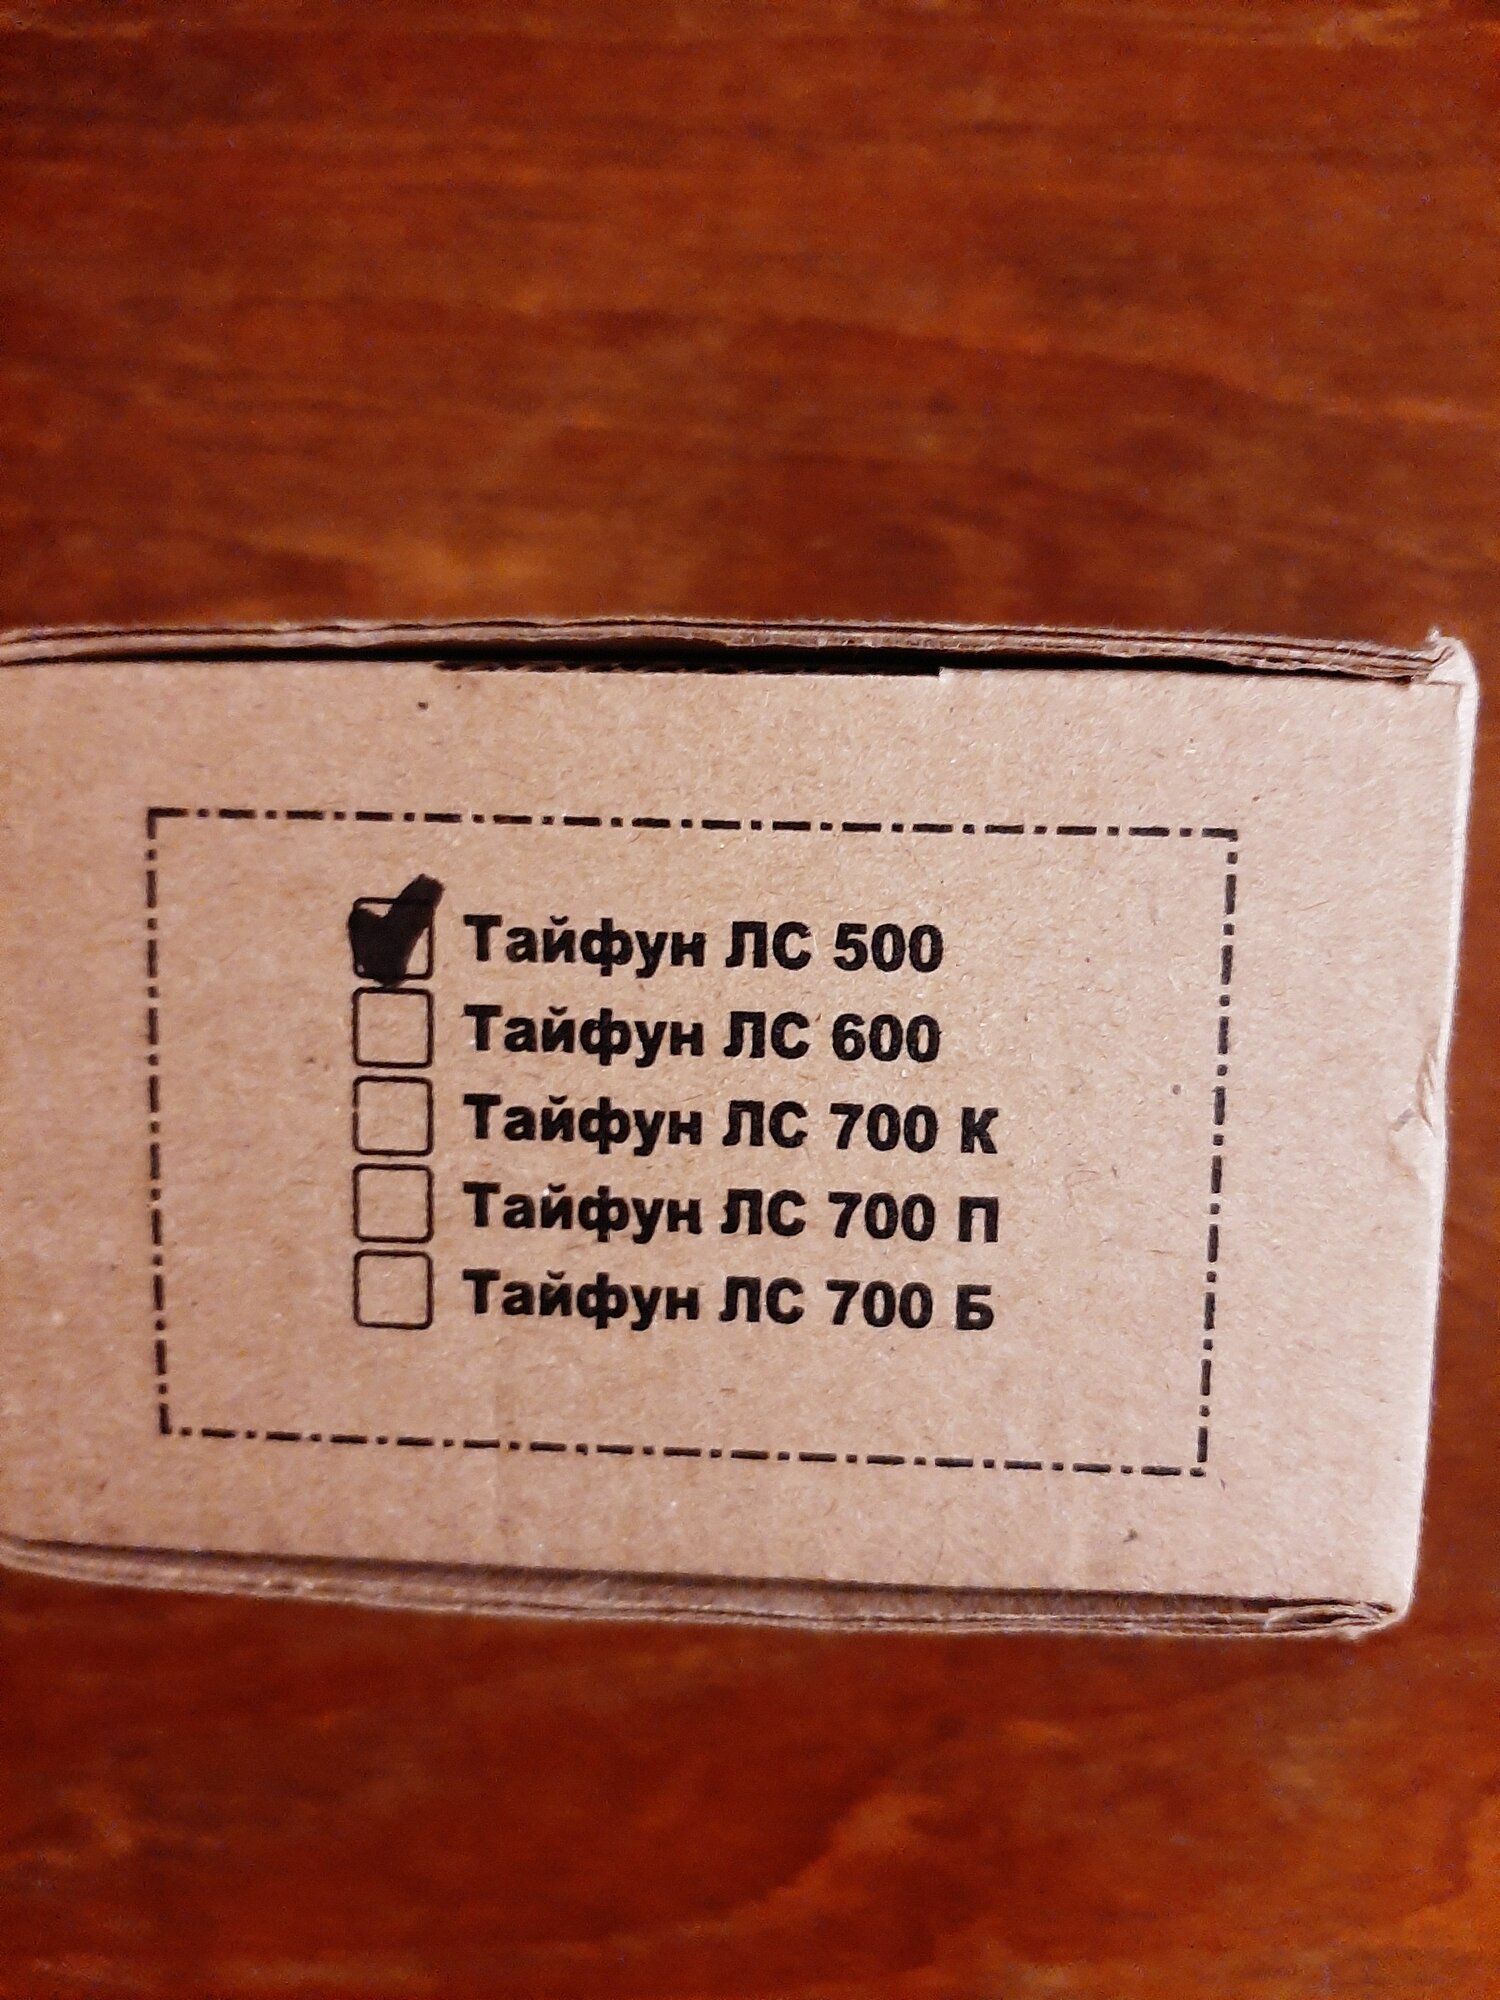 Тайфун ЛС 500
Тайфун ЛС 600
Тайфун ЛС 700 К
Тайфун ЛС 700 П
Тайфун ЛС 700 Б